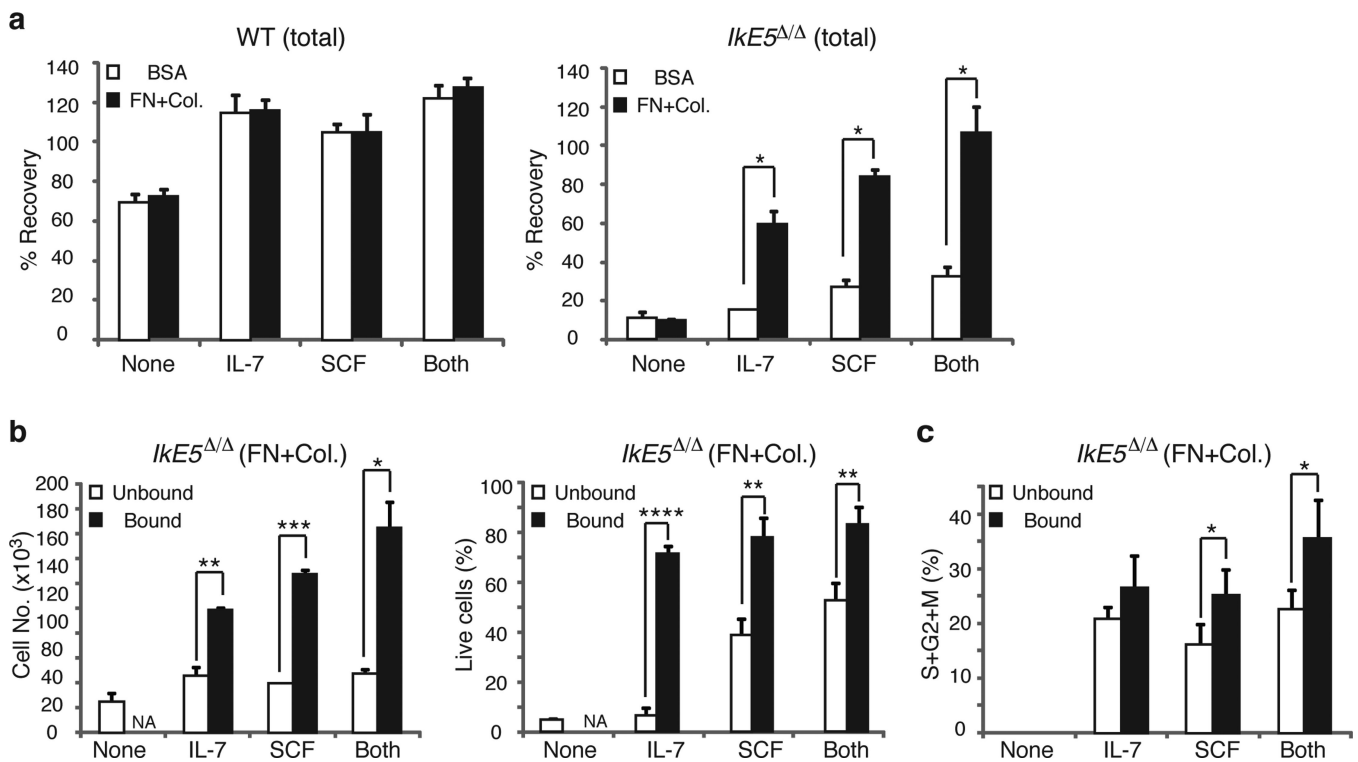 a
WT (total)
IkE5Δ/Δ (total)
140
120
100
80
60
40
20
0
% Recovery
BSA
FN+Col.
None
IL-7
SCF
Both
140
120
100
80
60
40
20
0
% Recovery
BSA
FN+Col.
*
*
*
None
IL-7
SCF
Both
b
IkE5Δ/Δ (FN+Col.)
200
180
160
140
120
100
80
60
40
20
0
Cell No. (x10³)
Unbound
Bound
**
***
*
NA
None
IL-7
SCF
Both
IkE5Δ/Δ (FN+Col.)
100
80
60
40
20
0
Live cells (%)
Unbound
Bound
****
**
**
NA
None
IL-7
SCF
Both
c
IkE5Δ/Δ (FN+Col.)
40
30
20
10
0
S+G2+M (%)
Unbound
Bound
*
*
None
IL-7
SCF
Both